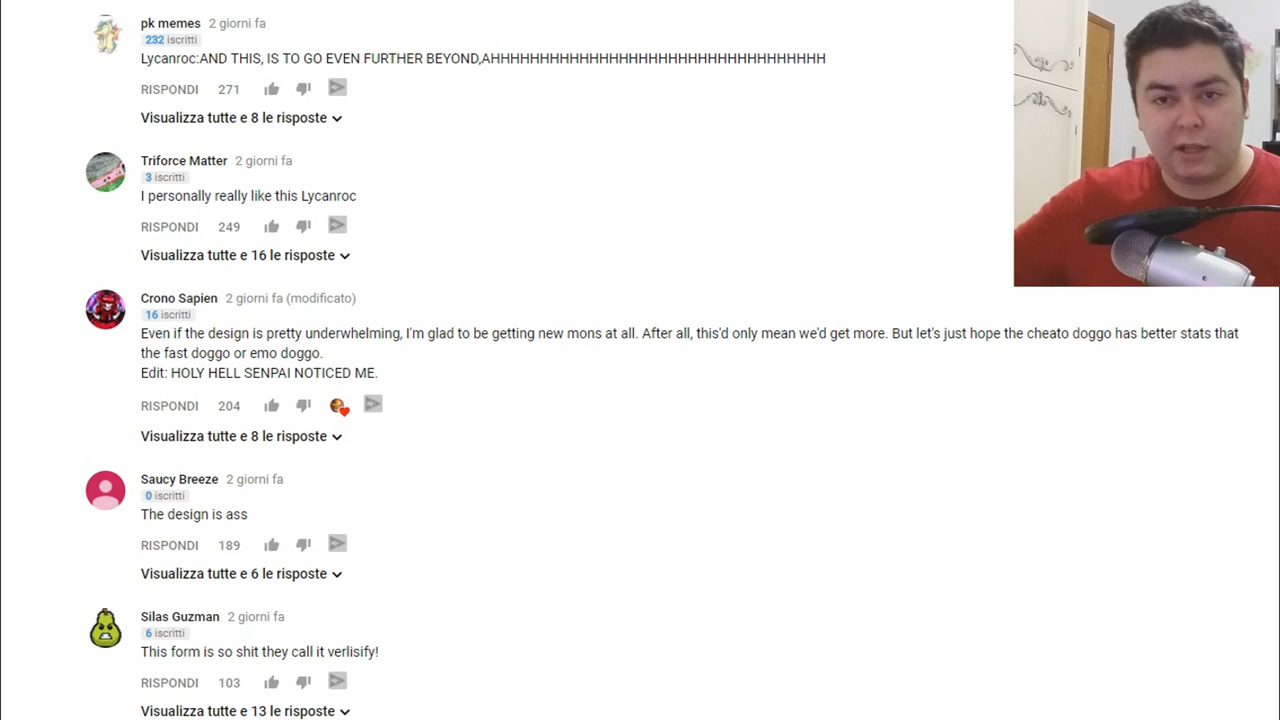 pk memes 2 giorni fa
232 iscritti
Lycanroc:AND THIS, IS TO GO EVEN FURTHER BEYOND,AHHHHHHHHHHHHHHHHHHHHHHHHHHHHHHHHHH
RISPONDI 271
Visualizza tutte e 8 le risposte
Triforce Matter 2 giorni fa
3 iscritti
I personally really like this Lycanroc
RISPONDI 249
Visualizza tutte e 16 le risposte
Crono Sapien 2 giorni fa (modificato)
16 iscritti
Even if the design is pretty underwhelming, I'm glad to be getting new mons at all. After all, this'd only mean we'd get more. But let's just hope the cheato doggo has better stats that
the fast doggo or emo doggo.
Edit: HOLY HELL SENPAI NOTICED ME.
RISPONDI 204
Visualizza tutte e 8 le risposte
Saucy Breeze 2 giorni fa
0 iscritti
The design is ass
RISPONDI 189
Visualizza tutte e 6 le risposte
Silas Guzman 2 giorni fa
6 iscritti
This form is so shit they call it verlisify!
RISPONDI 103
Visualizza tutte e 13 le risposte